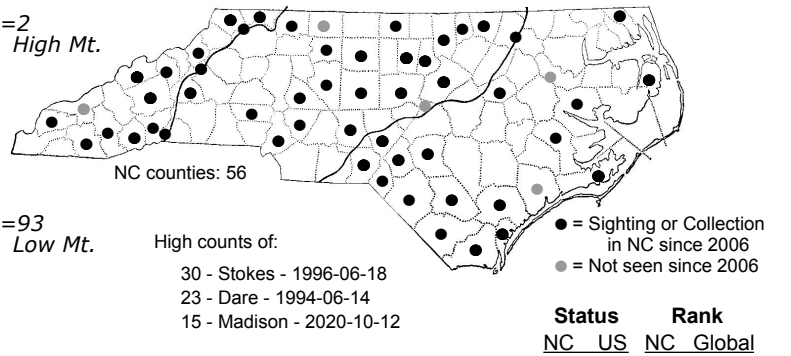 =2
High Mt.
NC counties: 56
=93
Low Mt.
High counts of:
30 - Stokes - 1996-06-18
23 - Dare - 1994-06-14
15 - Madison - 2020-10-12
= Sighting or Collection
in NC since 2006
= Not seen since 2006
Status Rank
NC US NC Global